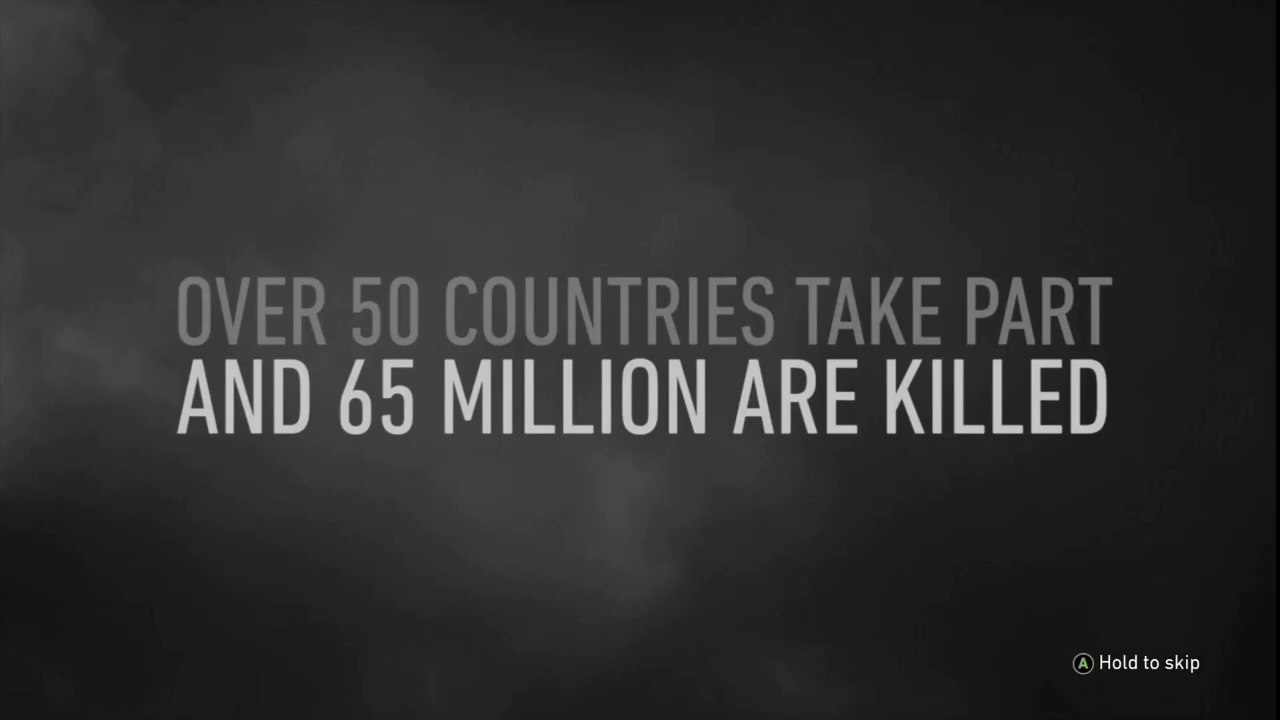 OVER 50 COUNTRIES TAKE PART
AND 65 MILLION ARE KILLED
A Hold to skip